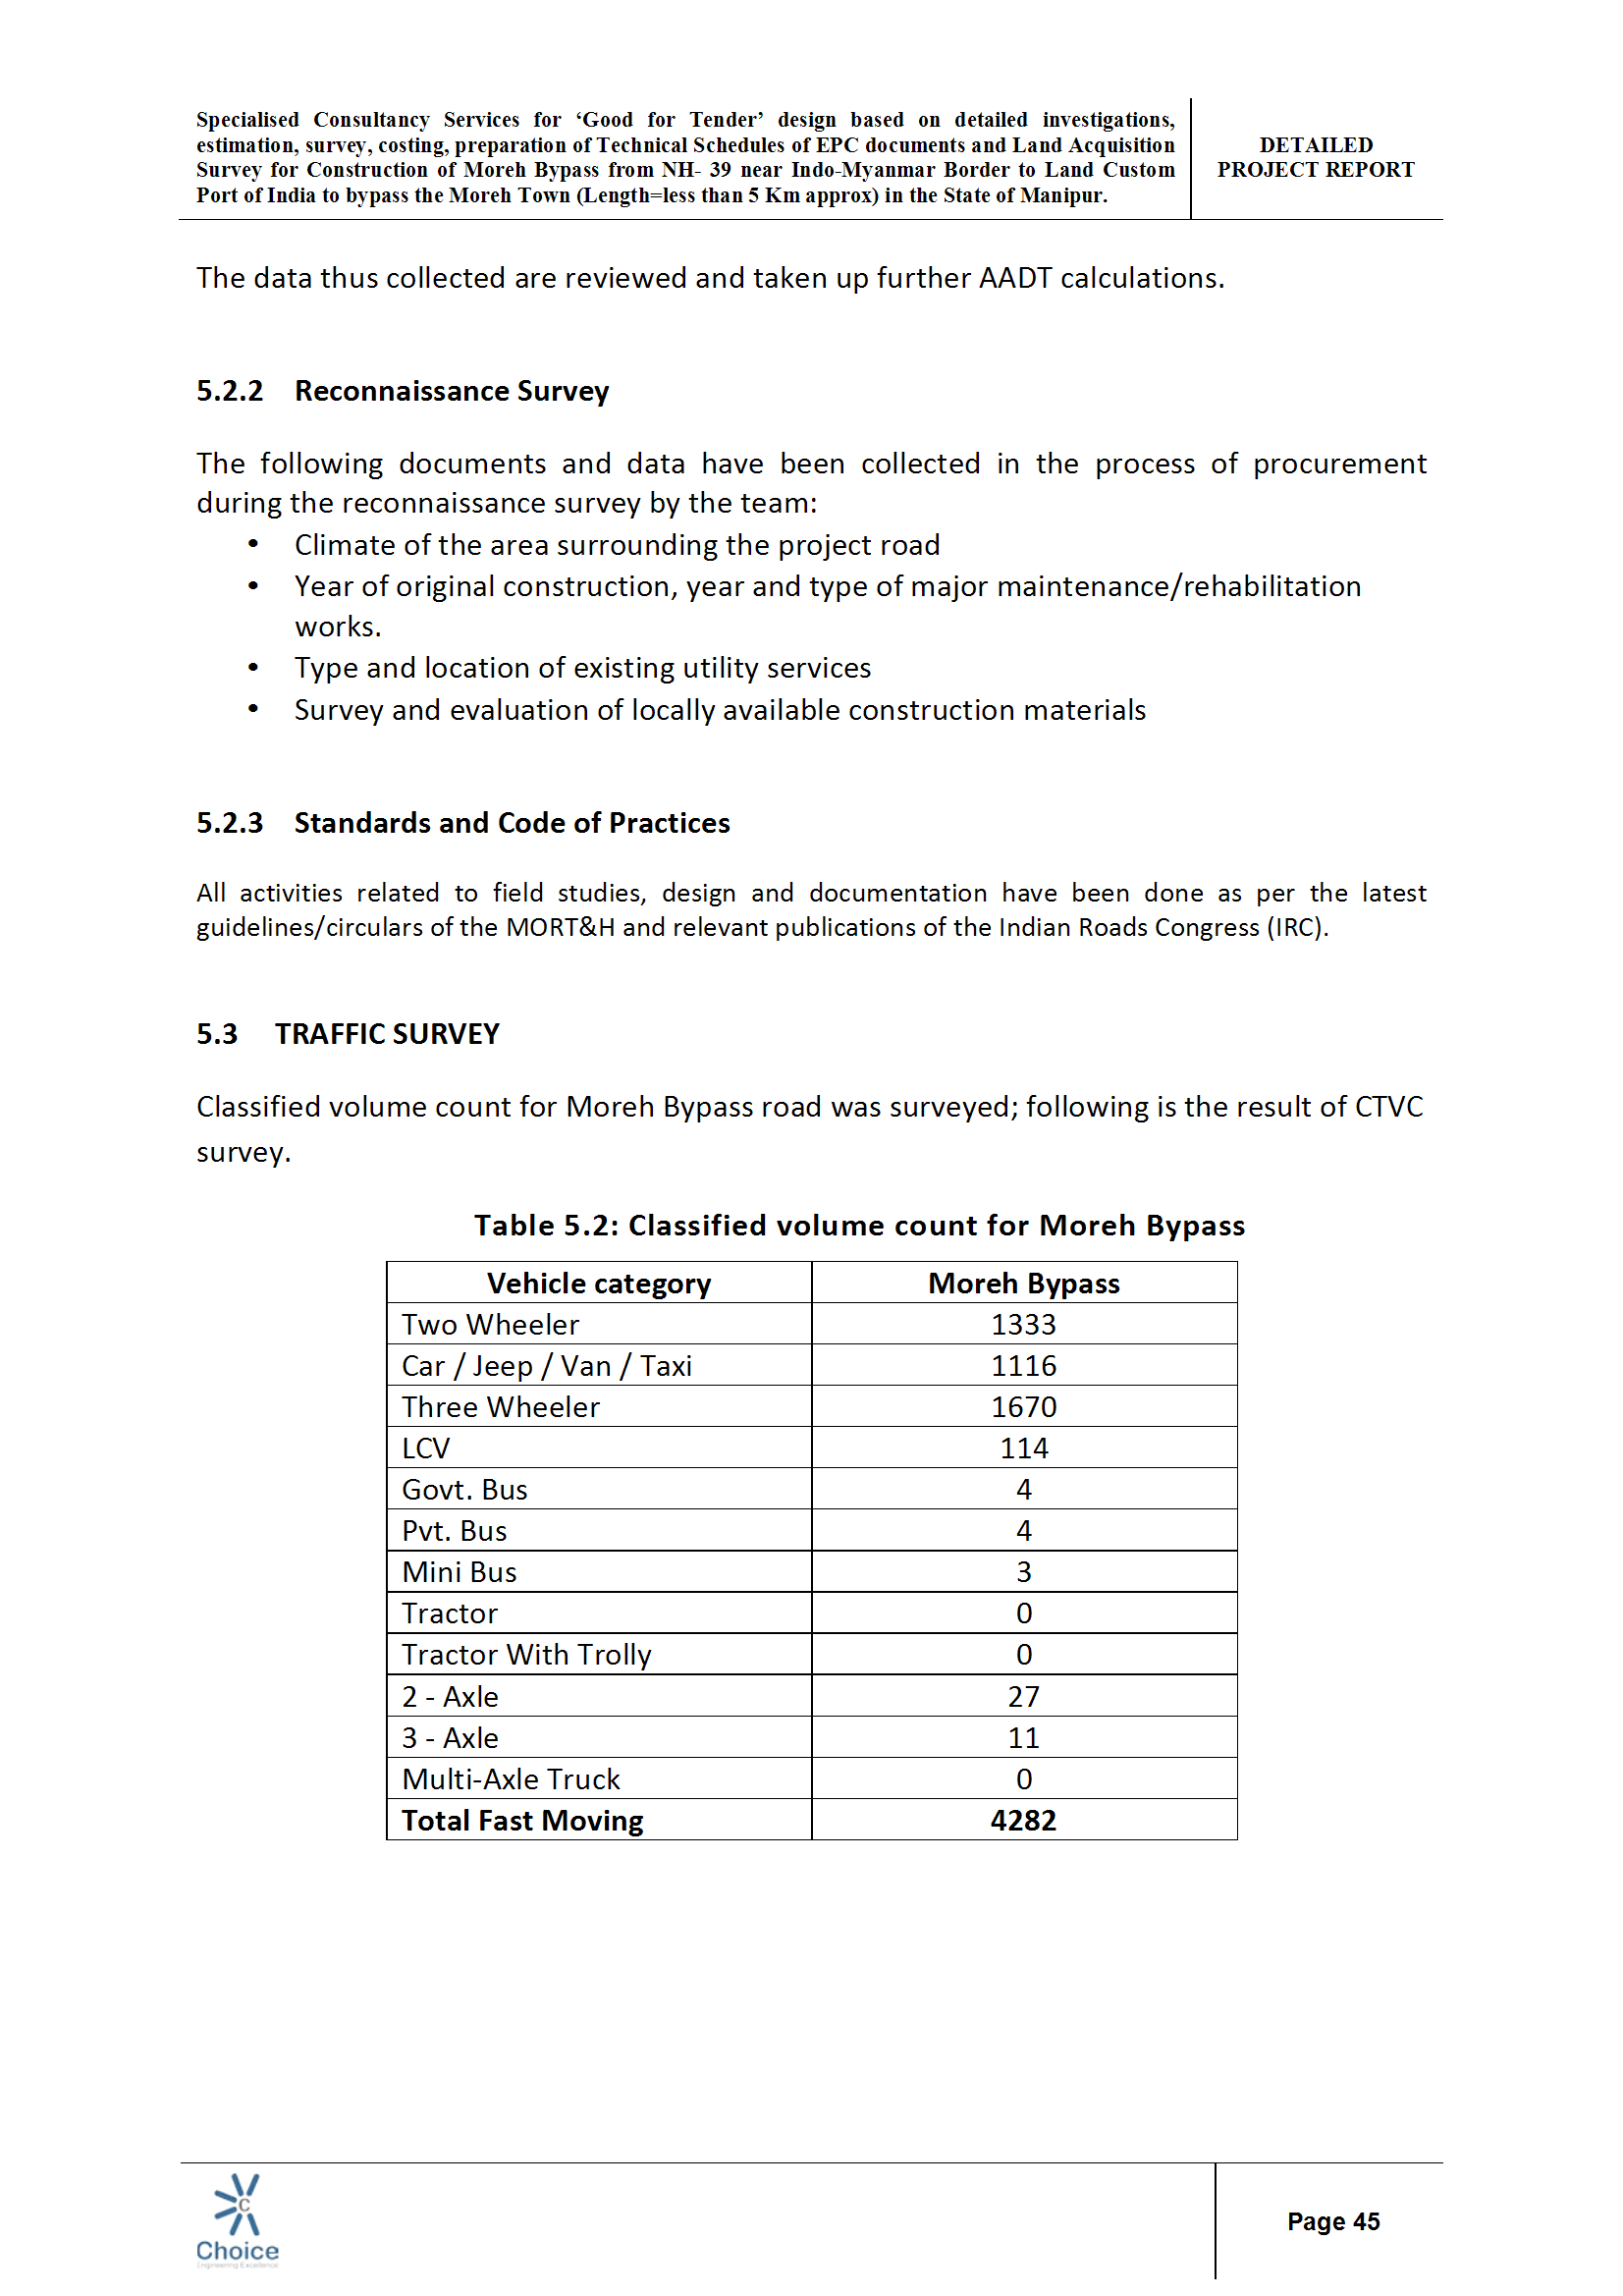 Specialised Consultancy Services for ‘Good for Tender’ design based on detailed investigations,
estimation, survey, costing, preparation of Technical Schedules of EPC documents and Land Acquisition
Survey for Construction of Moreh Bypass from NH- 39 near Indo-Myanmar Border to Land Custom
Port of India to bypass the Moreh Town (Length=less than 5 Km approx) in the State of Manipur.
DETAILED
PROJECT REPORT
The data thus collected are reviewed and taken up further AADT calculations.
5.2.2 Reconnaissance Survey
The following documents and data have been collected in the process of procurement
during the reconnaissance survey by the team:
• Climate of the area surrounding the project road
• Year of original construction, year and type of major maintenance/rehabilitation
works.
• Type and location of existing utility services
• Survey and evaluation of locally available construction materials
5.2.3 Standards and Code of Practices
All activities related to field studies, design and documentation have been done as per the latest
guidelines/circulars of the MORT&H and relevant publications of the Indian Roads Congress (IRC).
5.3 TRAFFIC SURVEY
Classified volume count for Moreh Bypass road was surveyed; following is the result of CTVC
survey.
Table 5.2: Classified volume count for Moreh Bypass
Vehicle category Moreh Bypass
Two Wheeler 1333
Car / Jeep / Van / Taxi 1116
Three Wheeler 1670
LCV 114
Govt. Bus 4
Pvt. Bus 4
Mini Bus 3
Tractor 0
Tractor With Trolly 0
2 - Axle 27
3 - Axle 11
Multi-Axle Truck 0
Total Fast Moving 4282
C
Choice
Engineering Excellence
Page 45